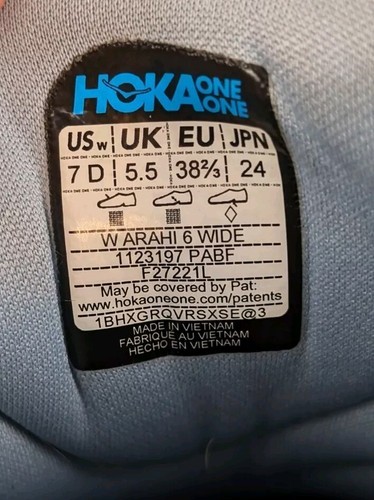 HOKA ONE ONE
US w UK EU JPN
7 D 5.5 38⅔ 24
W ARAHI 6 WIDE
1123197 PABF
F27221L
May be covered by Pat:
www.hokaoneone.com/patents
1BHXGRQVRSXSE@3
MADE IN VIETNAM
FABRIQUÉ AU VIETNAM
HECHO EN VIETNAM